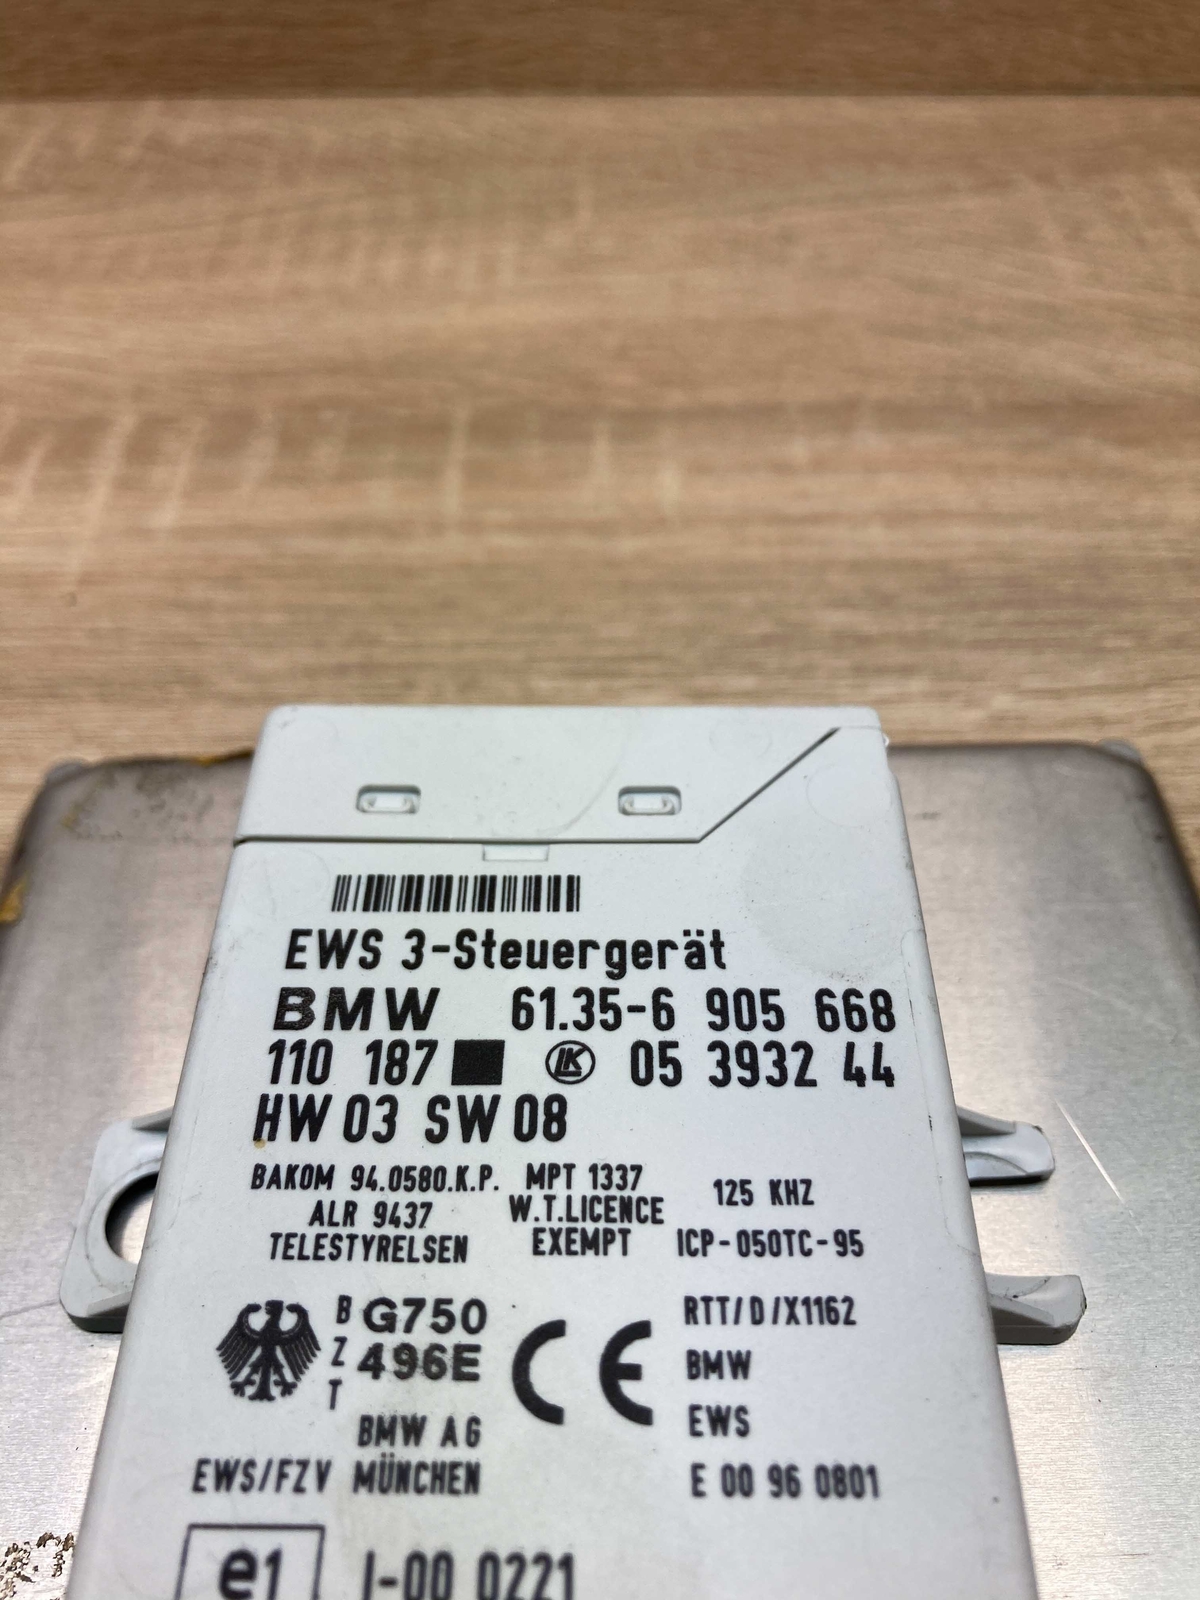 EWS 3-Steuergerät
BMW 61.35-6 905 668
110 187 LK 05 3932 44
HW 03 SW 08
BAKOM 94.0580.K.P. MPT 1337
ALR 9437 W.T.LICENCE 125 KHZ
TELESTYRELSEN EXEMPT ICP-050TC-95
B Z T
G750
496E
BMW AG
EWS/FZV MÜNCHEN
CE
RTT/D/X1162
BMW
EWS
E 00 96 0801
e1 I-00 0221